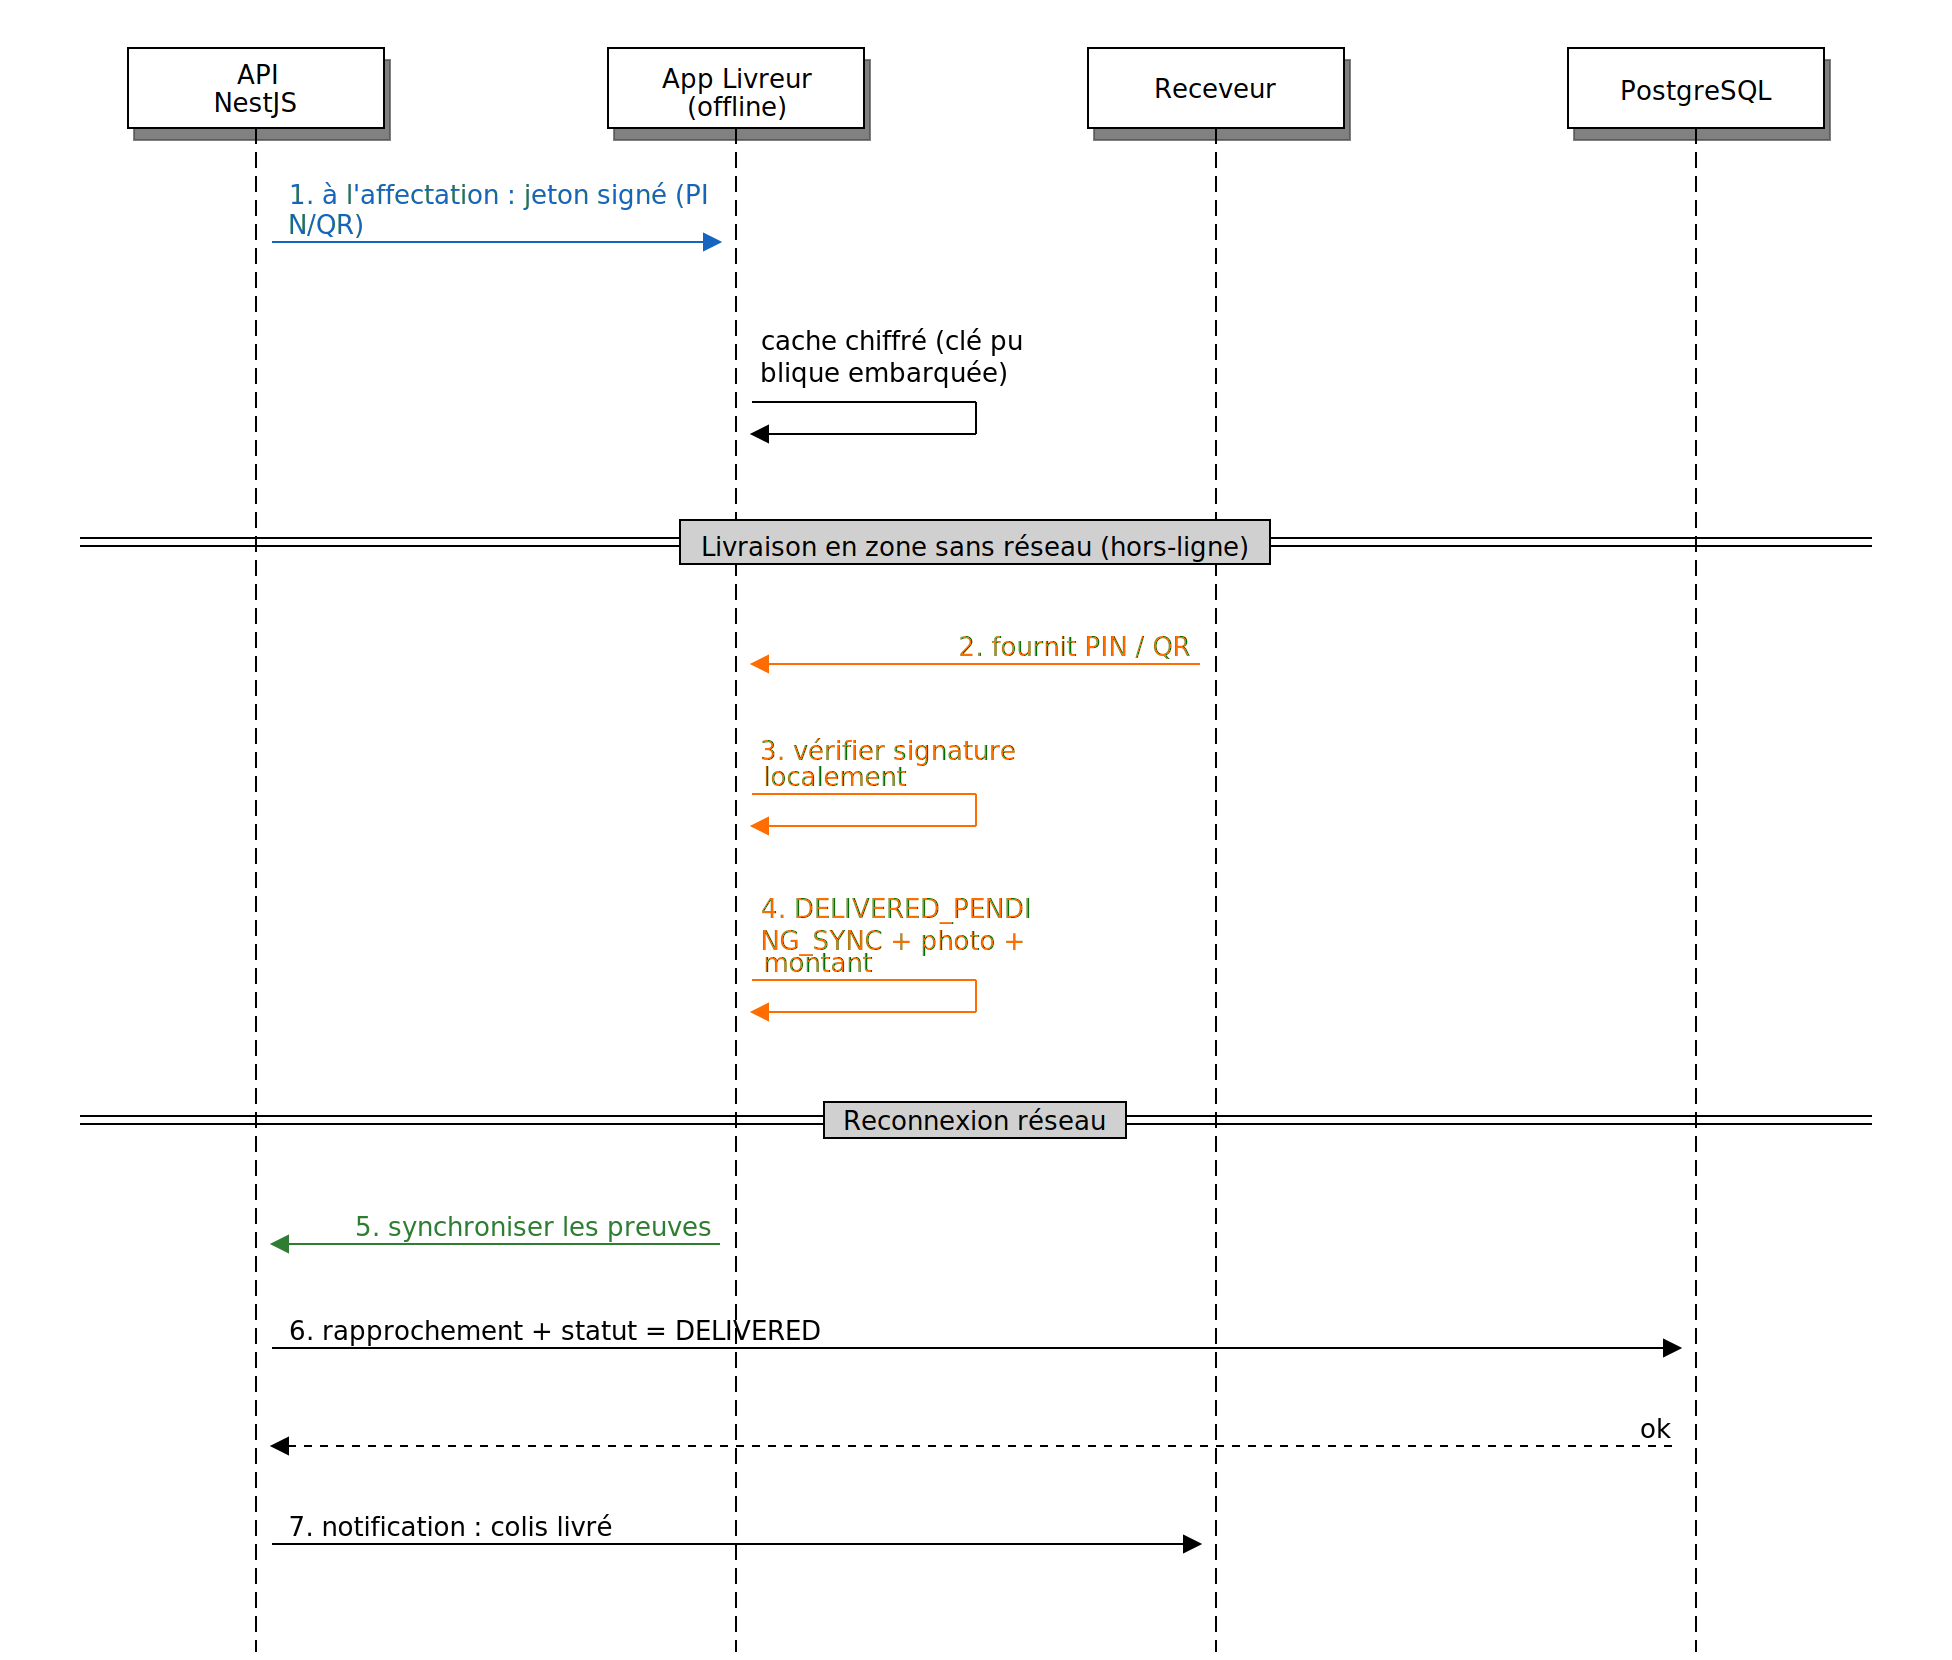 API
NestJS
App Livreur
(offline)
Receveur
PostgreSQL
1. à l'affectation : jeton signé (PI
N/QR)
cache chiffré (clé pu
blique embarquée)
Livraison en zone sans réseau (hors-ligne)
2. fournit PIN / QR
3. vérifier signature
localement
4. DELIVERED_PENDI
NG_SYNC + photo +
montant
Reconnexion réseau
5. synchroniser les preuves
6. rapprochement + statut = DELIVERED
ok
7. notification : colis livré